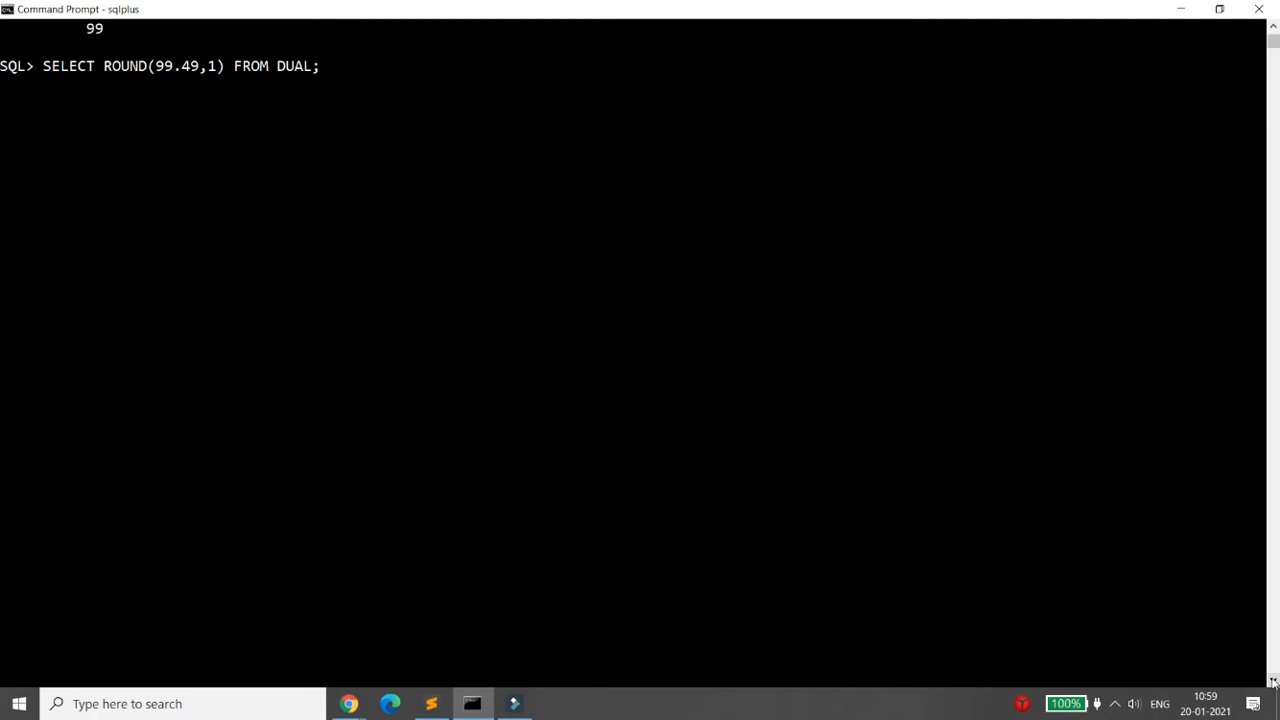 Command Prompt - sqlplus
99
SQL> SELECT ROUND(99.49,1) FROM DUAL;
Type here to search
100%
ENG
10:59
20-01-2021